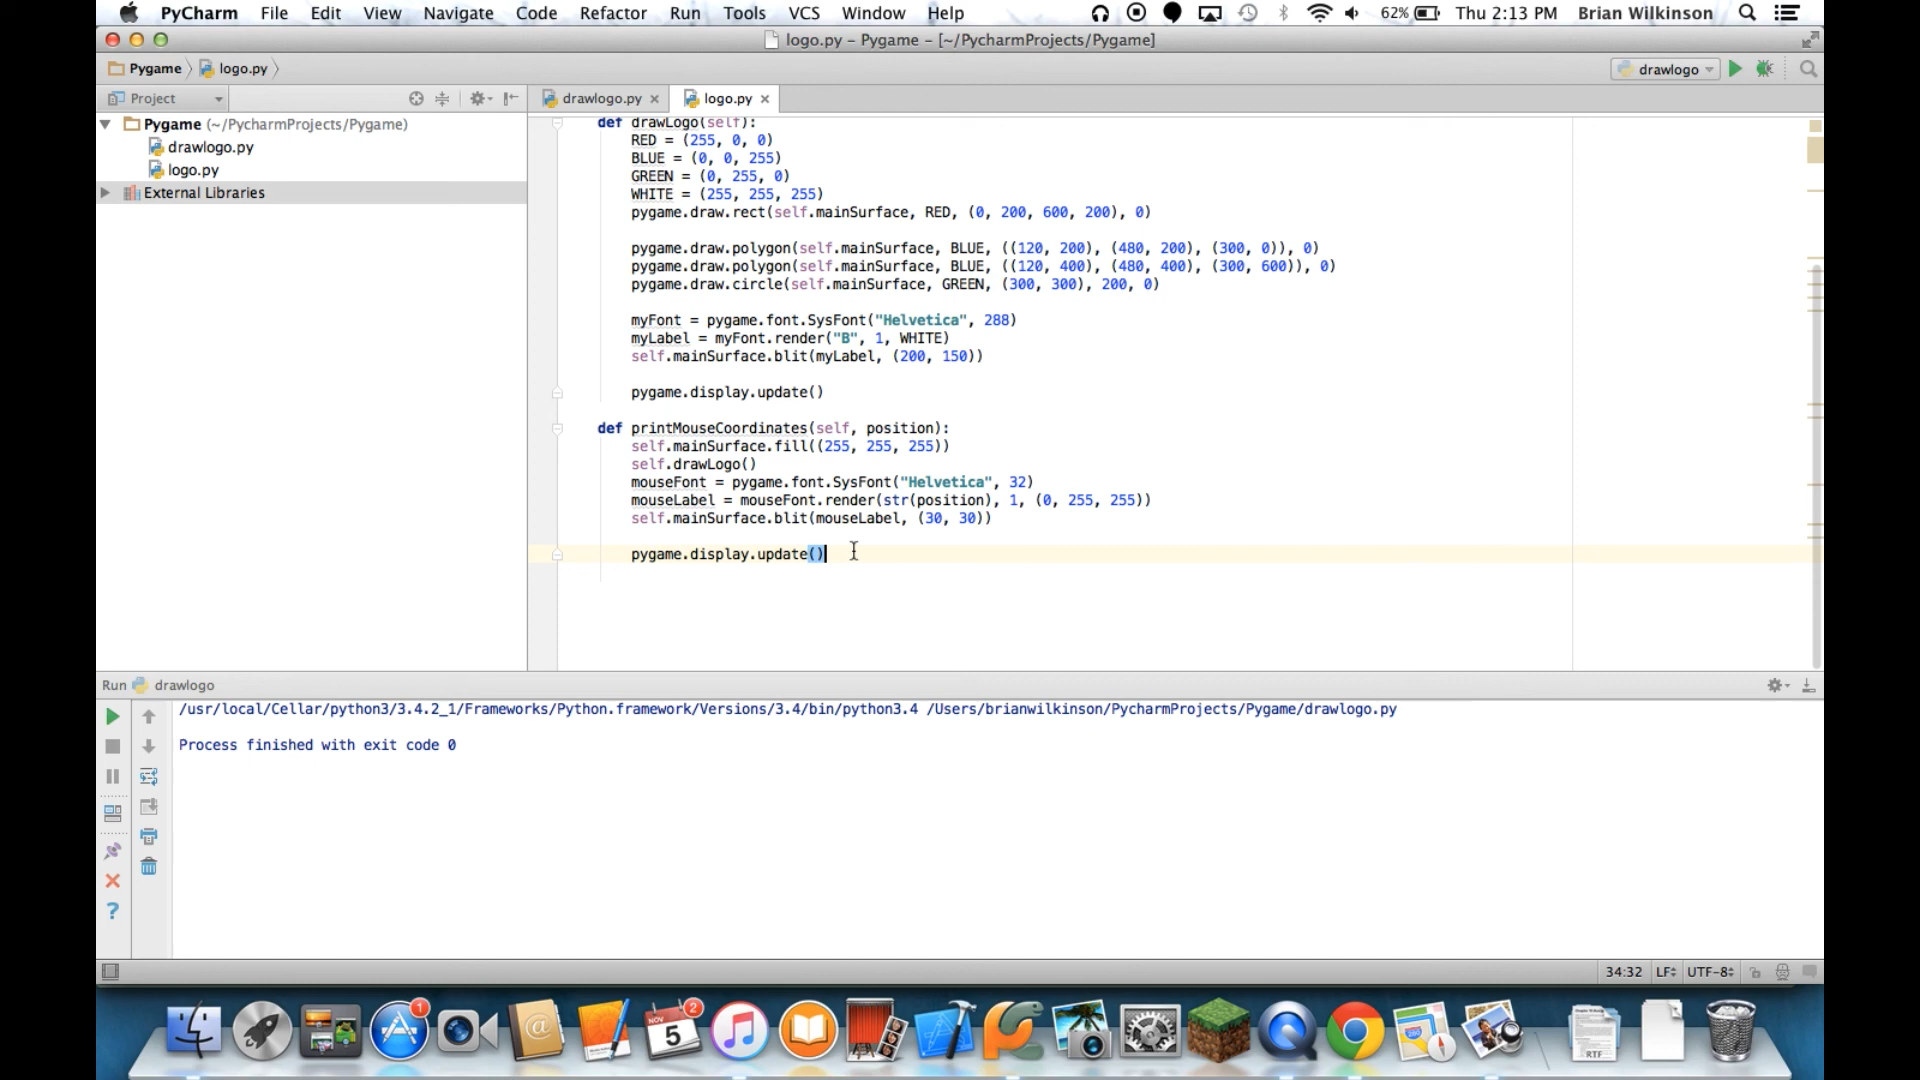 PyCharm File Edit View Navigate Code Refactor Run Tools VCS Window Help 62% Thu 2:13 PM Brian Wilkinson
logo.py – Pygame – [~/PycharmProjects/Pygame]
Pygame logo.py drawlogo
Project drawlogo.py logo.py
Pygame (~/PycharmProjects/Pygame)
drawlogo.py
logo.py
External Libraries
def drawLogo(self):
RED = (255, 0, 0)
BLUE = (0, 0, 255)
GREEN = (0, 255, 0)
WHITE = (255, 255, 255)
pygame.draw.rect(self.mainSurface, RED, (0, 200, 600, 200), 0)
pygame.draw.polygon(self.mainSurface, BLUE, ((120, 200), (480, 200), (300, 0)), 0)
pygame.draw.polygon(self.mainSurface, BLUE, ((120, 400), (480, 400), (300, 600)), 0)
pygame.draw.circle(self.mainSurface, GREEN, (300, 300), 200, 0)
myFont = pygame.font.SysFont("Helvetica", 288)
myLabel = myFont.render("B", 1, WHITE)
self.mainSurface.blit(myLabel, (200, 150))
pygame.display.update()
def printMouseCoordinates(self, position):
self.mainSurface.fill((255, 255, 255))
self.drawLogo()
mouseFont = pygame.font.SysFont("Helvetica", 32)
mouseLabel = mouseFont.render(str(position), 1, (0, 255, 255))
self.mainSurface.blit(mouseLabel, (30, 30))
pygame.display.update()
Run drawlogo
/usr/local/Cellar/python3/3.4.2_1/Frameworks/Python.framework/Versions/3.4/bin/python3.4 /Users/brianwilkinson/PycharmProjects/Pygame/drawlogo.py
Process finished with exit code 0
34:32 LF UTF-8
1
NOV
2
5
RTF